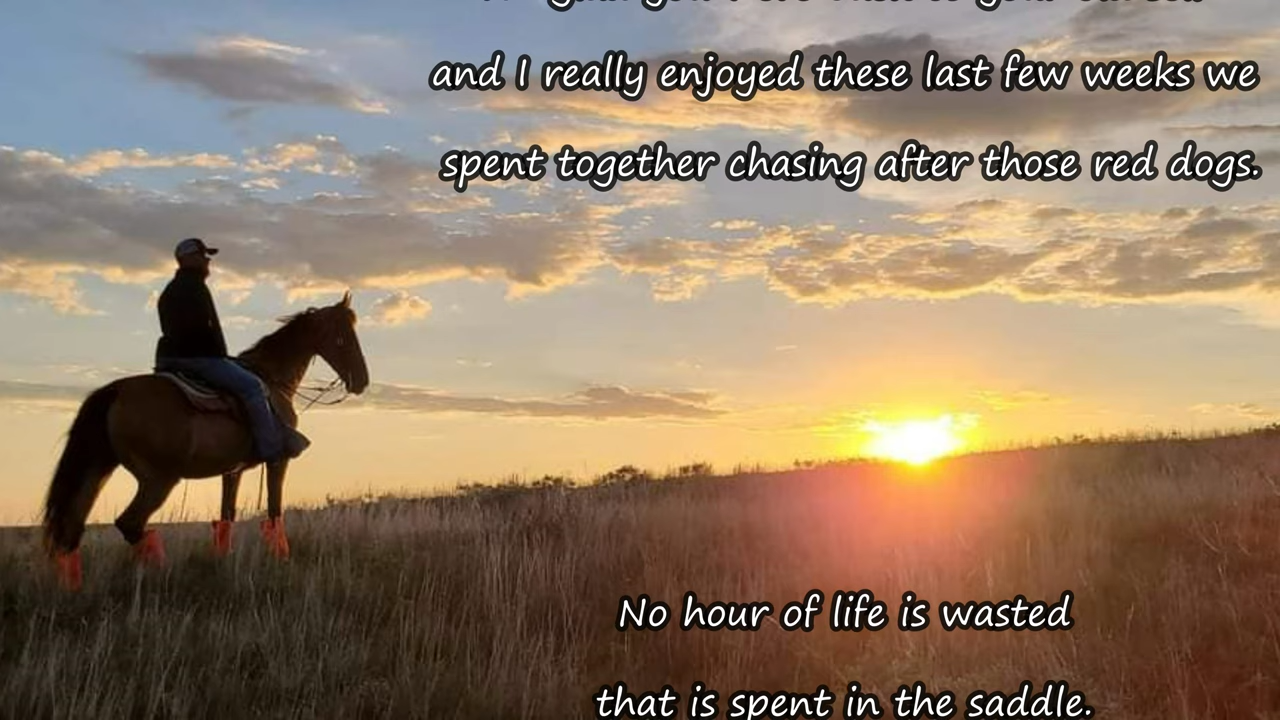 and I really enjoyed these last few weeks we
spent together chasing after those red dogs.
No hour of life is wasted
that is spent in the saddle.